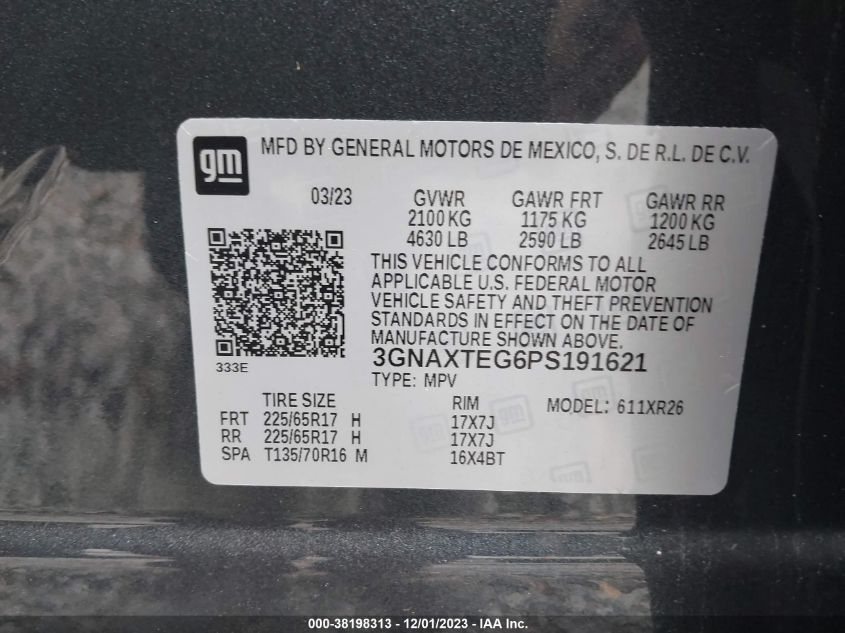 gm
MFD BY GENERAL MOTORS DE MEXICO, S. DE R.L. DE C.V.
03/23 GVWR GAWR FRT GAWR RR
2100 KG 1175 KG 1200 KG
4630 LB 2590 LB 2645 LB
THIS VEHICLE CONFORMS TO ALL
APPLICABLE U.S. FEDERAL MOTOR
VEHICLE SAFETY AND THEFT PREVENTION
STANDARDS IN EFFECT ON THE DATE OF
MANUFACTURE SHOWN ABOVE.
333E
3GNAXTEG6PS191621
TYPE: MPV
TIRE SIZE RIM MODEL: 611XR26
FRT 225/65R17 H 17X7J
RR 225/65R17 H 17X7J
SPA T135/70R16 M 16X4BT
000-38198313 - 12/01/2023 - © IAA Inc.